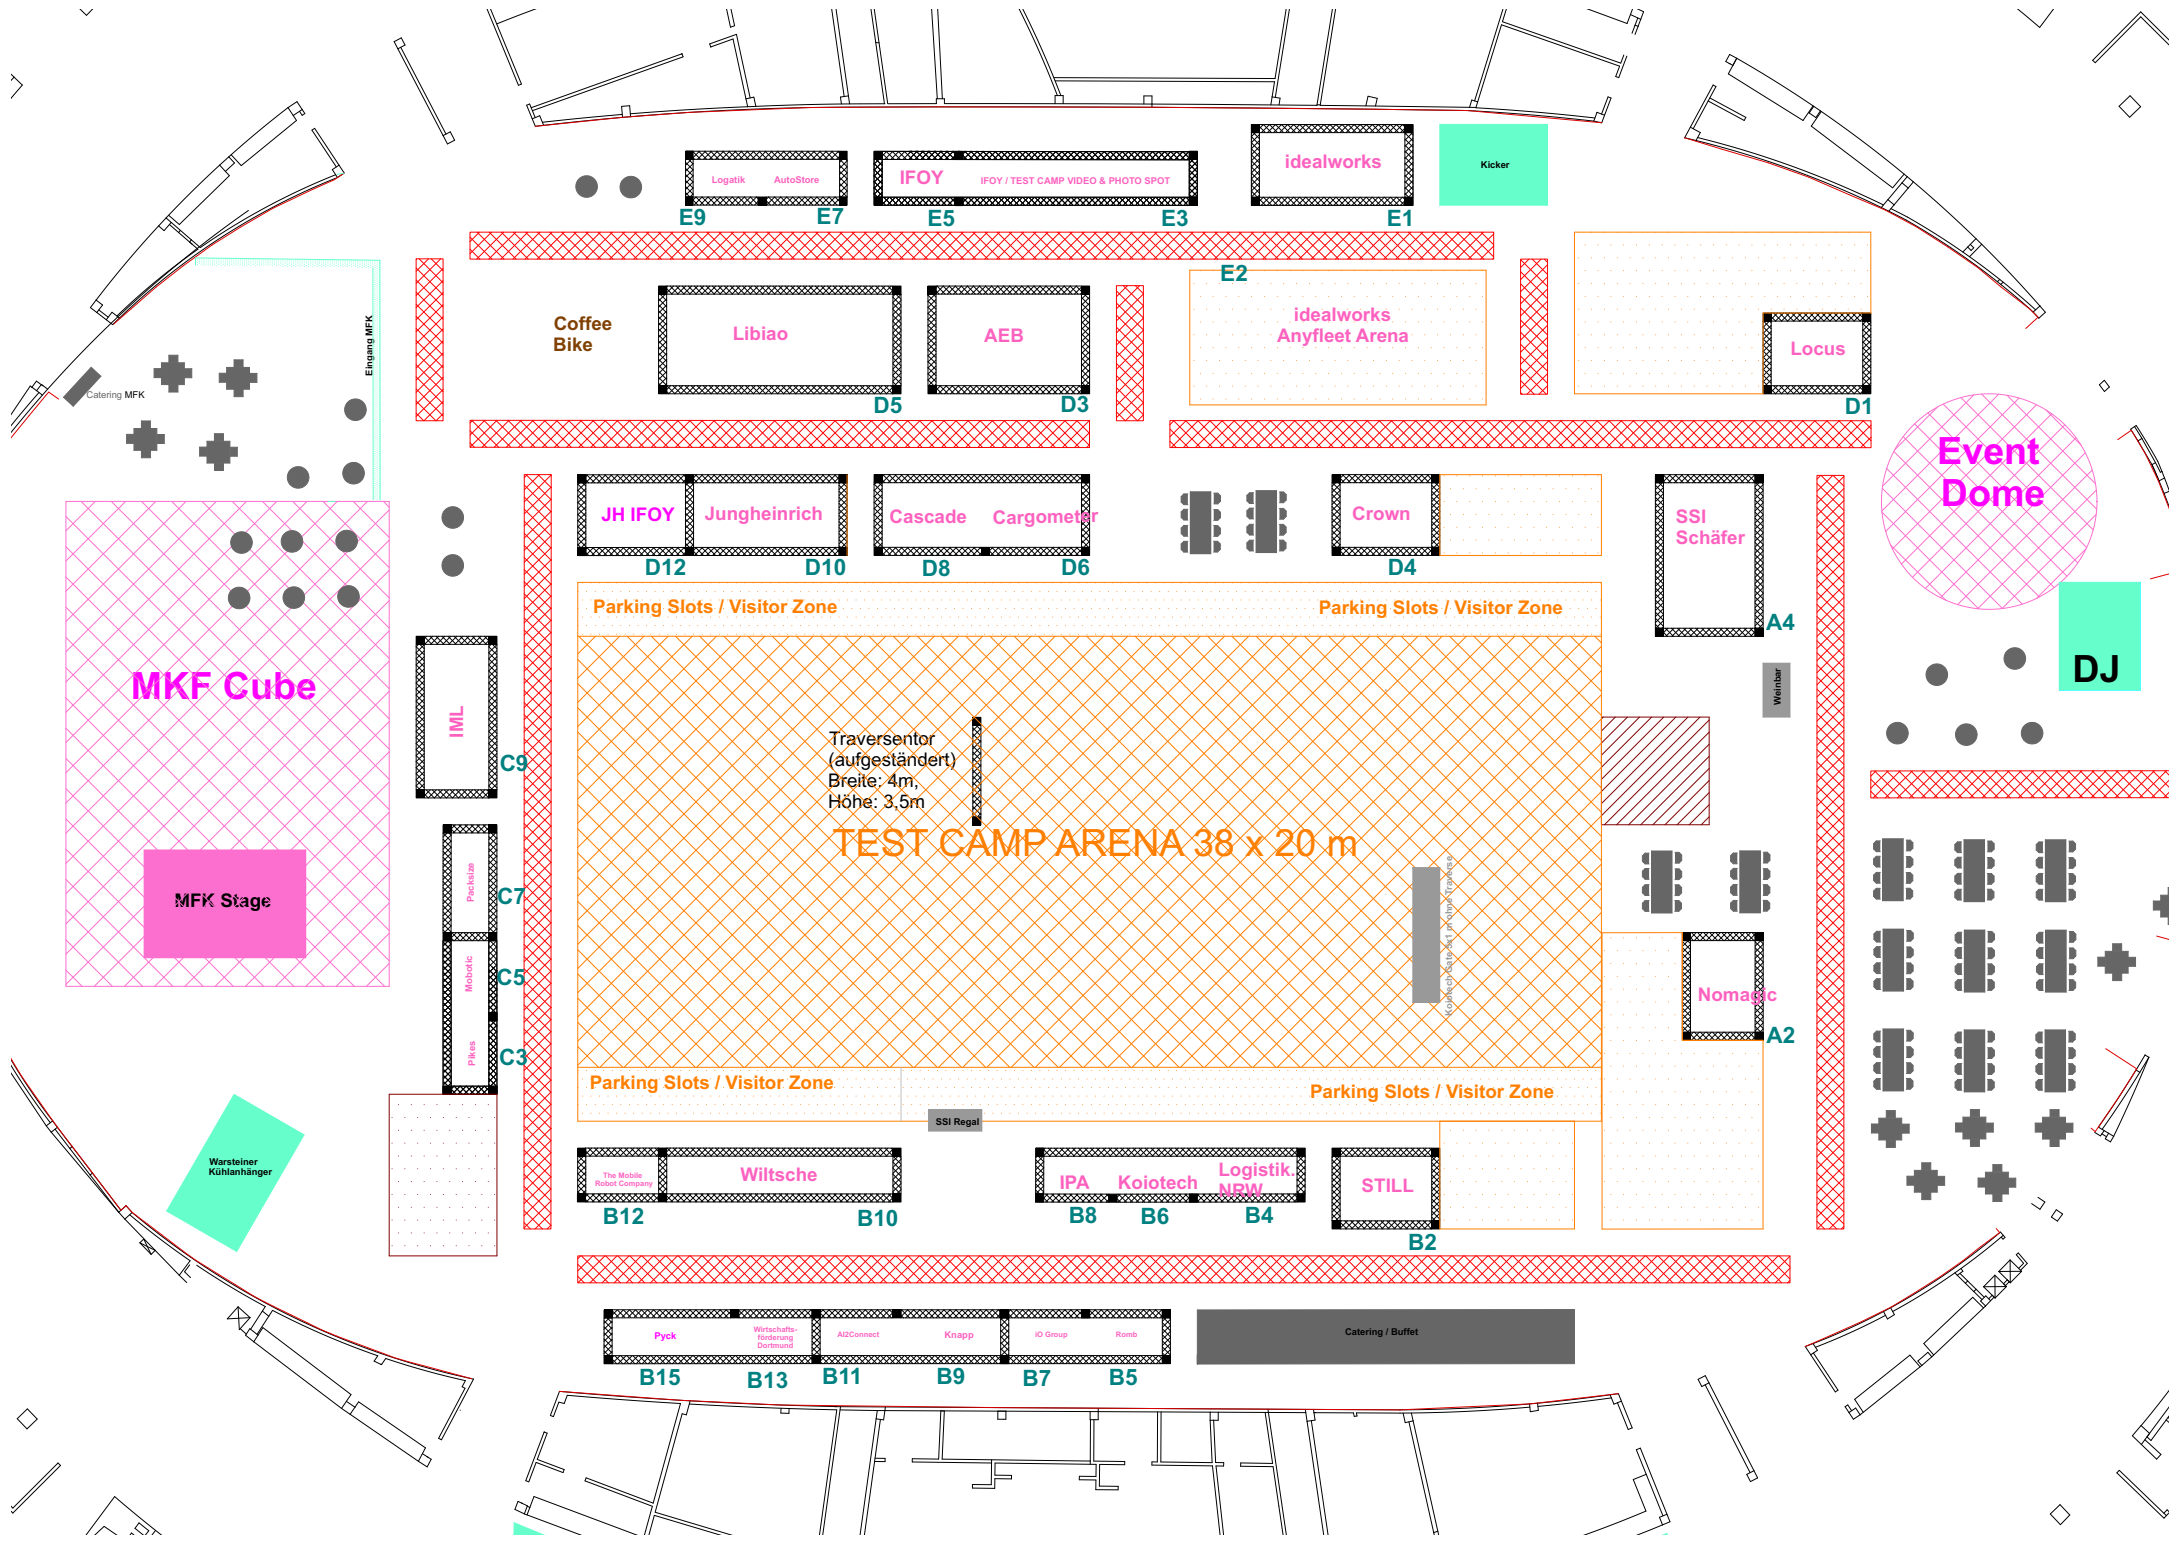 idealworks
Kicker
Logatik
AutoStore
IFOY
IFOY / TEST CAMP VIDEO & PHOTO SPOT
E9
E7
E5
E3
E1
E2
Eingang MFK
Coffee
Bike
Libiao
AEB
idealworks
Anyfleet Arena
Locus
Catering MFK
D5
D3
D1
Event
Dome
JH IFOY
Jungheinrich
Cascade
Cargometer
Crown
SSI
Schäfer
D12
D10
D8
D6
D4
Parking Slots / Visitor Zone
Parking Slots / Visitor Zone
A4
DJ
MKF Cube
Weinbar
IML
C9
Traversentor
(aufgeständert)
Breite: 4m,
Höhe: 3,5m
TEST CAMP ARENA 38 x 20 m
Packsize
C7
MFK Stage
Koiotech Gate 5x1 m ohne Traverse
Mobotic
C5
Nomagic
A2
Pikes
C3
Parking Slots / Visitor Zone
Parking Slots / Visitor Zone
SSI Regal
Warsteiner
Kühlanhänger
The Mobile
Robot Company
Wiltsche
IPA
Koiotech
Logistik.
NRW
STILL
B12
B10
B8
B6
B4
B2
Pyck
Wirtschafts-
förderung
Dortmund
AI2Connect
Knapp
IO Group
Romb
Catering / Buffet
B15
B13
B11
B9
B7
B5